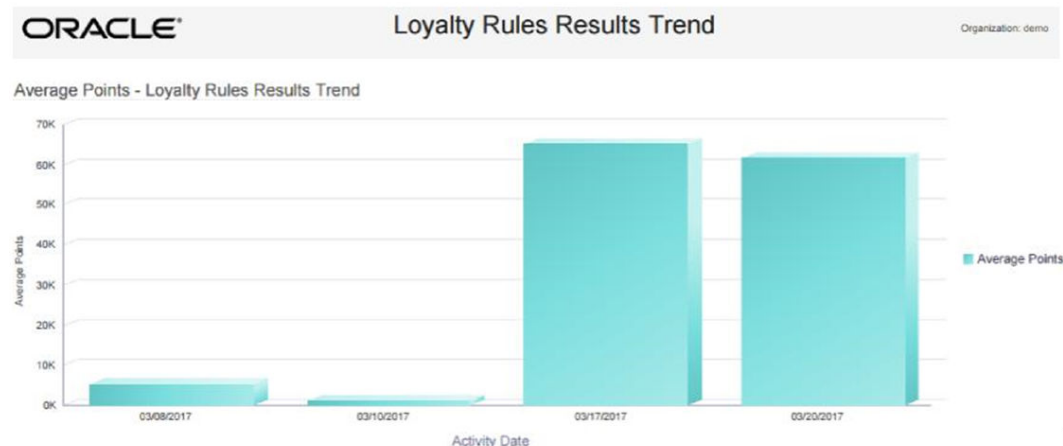 ORACLE®
Loyalty Rules Results Trend
Organization: demo
Average Points - Loyalty Rules Results Trend
70K
60K
50K
40K
30K
20K
10K
0K
Average Points
03/08/2017
03/10/2017
03/17/2017
03/20/2017
Activity Date
Average Points